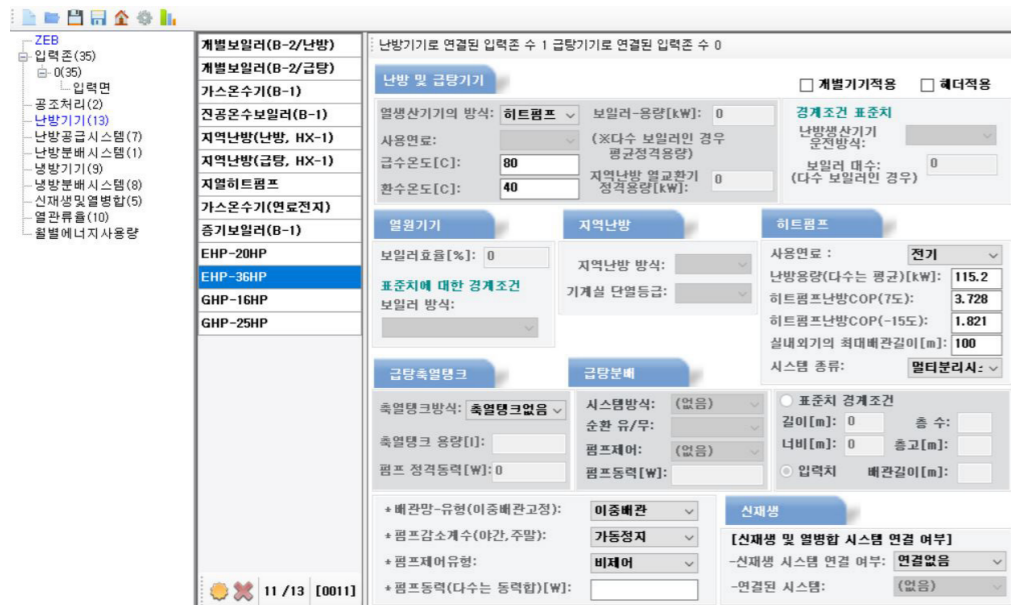 ZEB
입력존(35)
0(35)
입력면
공조처리(2)
난방기기(13)
난방공급시스템(7)
난방분배시스템(1)
냉방기기(9)
냉방분배시스템(8)
신재생및열병합(5)
열관류율(10)
월별에너지사용량
개별보일러(B-2/난방)
개별보일러(B-2/급탕)
가스온수기(B-1)
진공온수보일러(B-1)
지역난방(난방, HX-1)
지역난방(급탕, HX-1)
지열히트펌프
가스온수기(연료전지)
증기보일러(B-1)
EHP-20HP
EHP-36HP
GHP-16HP
GHP-25HP
11 /13 [0011]
난방기기로 연결된 입력존 수 1 급탕기기로 연결된 입력존 수 0
난방 및 급탕기기
개별기기적용 헤더적용
열생산기기의 방식: 히트펌프
사용연료:
급수온도[C]: 80
환수온도[C]: 40
보일러-용량[kW]: 0
(※다수 보일러인 경우
평균정격용량)
지역난방 열교환기
정격용량[kW]: 0
경계조건 표준치
난방생산기기
운전방식:
보일러 대수: 0
(다수 보일러인 경우)
열원기기
보일러효율[%]: 0
표준치에 대한 경계조건
보일러 방식:
지역난방
지역난방 방식:
기계실 단열등급:
히트펌프
사용연료 : 전기
난방용량(다수는 평균)[kW]: 115.2
히트펌프난방COP(7도): 3.728
히트펌프난방COP(-15도): 1.821
실내외기의 최대배관길이[m]: 100
시스템 종류: 멀티분리시
급탕축열탱크
축열탱크방식: 축열탱크없음
축열탱크 용량[l]:
펌프 정격동력[W]: 0
급탕분배
시스템방식: (없음)
순환 유/무:
펌프제어: (없음)
펌프동력[W]:
표준치 경계조건
길이[m]: 0 층 수:
너비[m]: 0 층고[m]:
입력치 배관길이[m]:
*배관망-유형(이중배관고정): 이중배관
*펌프감소계수(야간,주말): 가동정지
*펌프제어유형: 비제어
*펌프동력(다수는 동력합)[W]:
신재생
[신재생 및 열병합 시스템 연결 여부]
-신재생 시스템 연결 여부: 연결없음
-연결된 시스템: (없음)